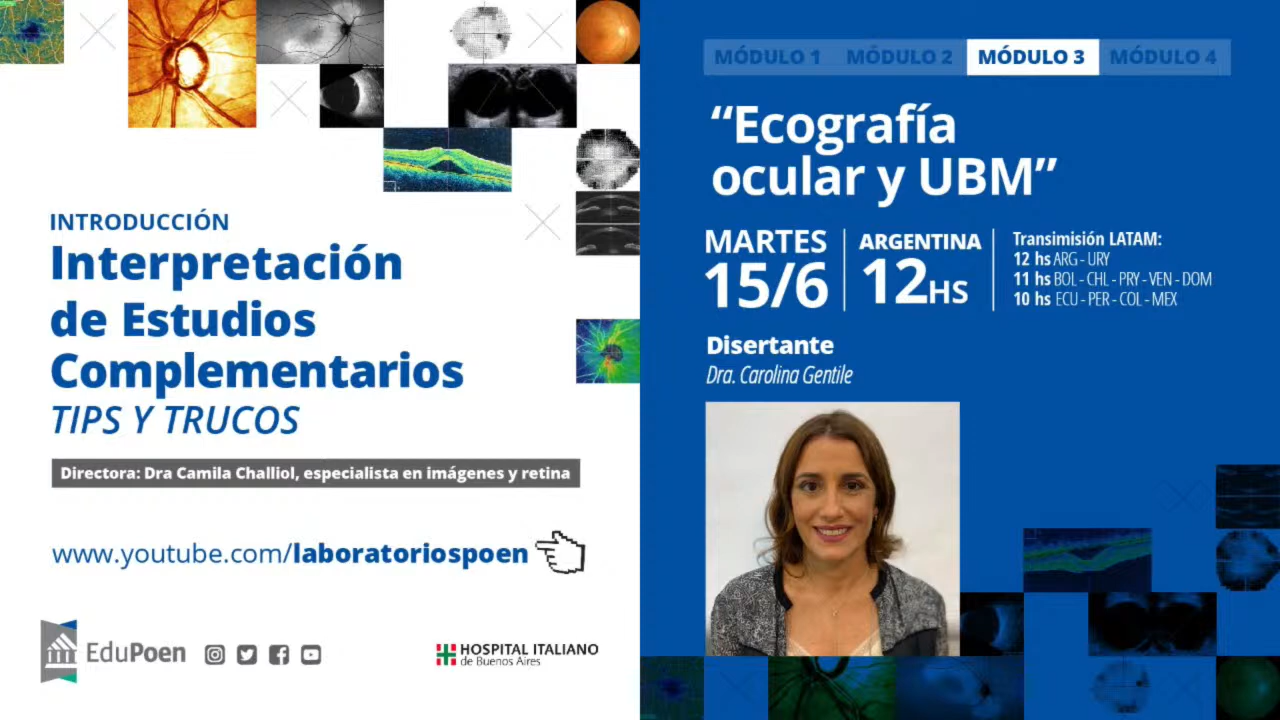 INTRODUCCIÓN
Interpretación
de Estudios
Complementarios
TIPS Y TRUCOS
Directora: Dra Camila Challiol, especialista en imágenes y retina
www.youtube.com/laboratoriospoen
EduPoen
HOSPITAL ITALIANO
de Buenos Aires
MÓDULO 1 MÓDULO 2 MÓDULO 3 MÓDULO 4
“Ecografía
ocular y UBM”
MARTES
15/6
ARGENTINA
12HS
Transimisión LATAM:
12 hs ARG - URY
11 hs BOL - CHL - PRY - VEN - DOM
10 hs ECU - PER - COL - MEX
Disertante
Dra. Carolina Gentile